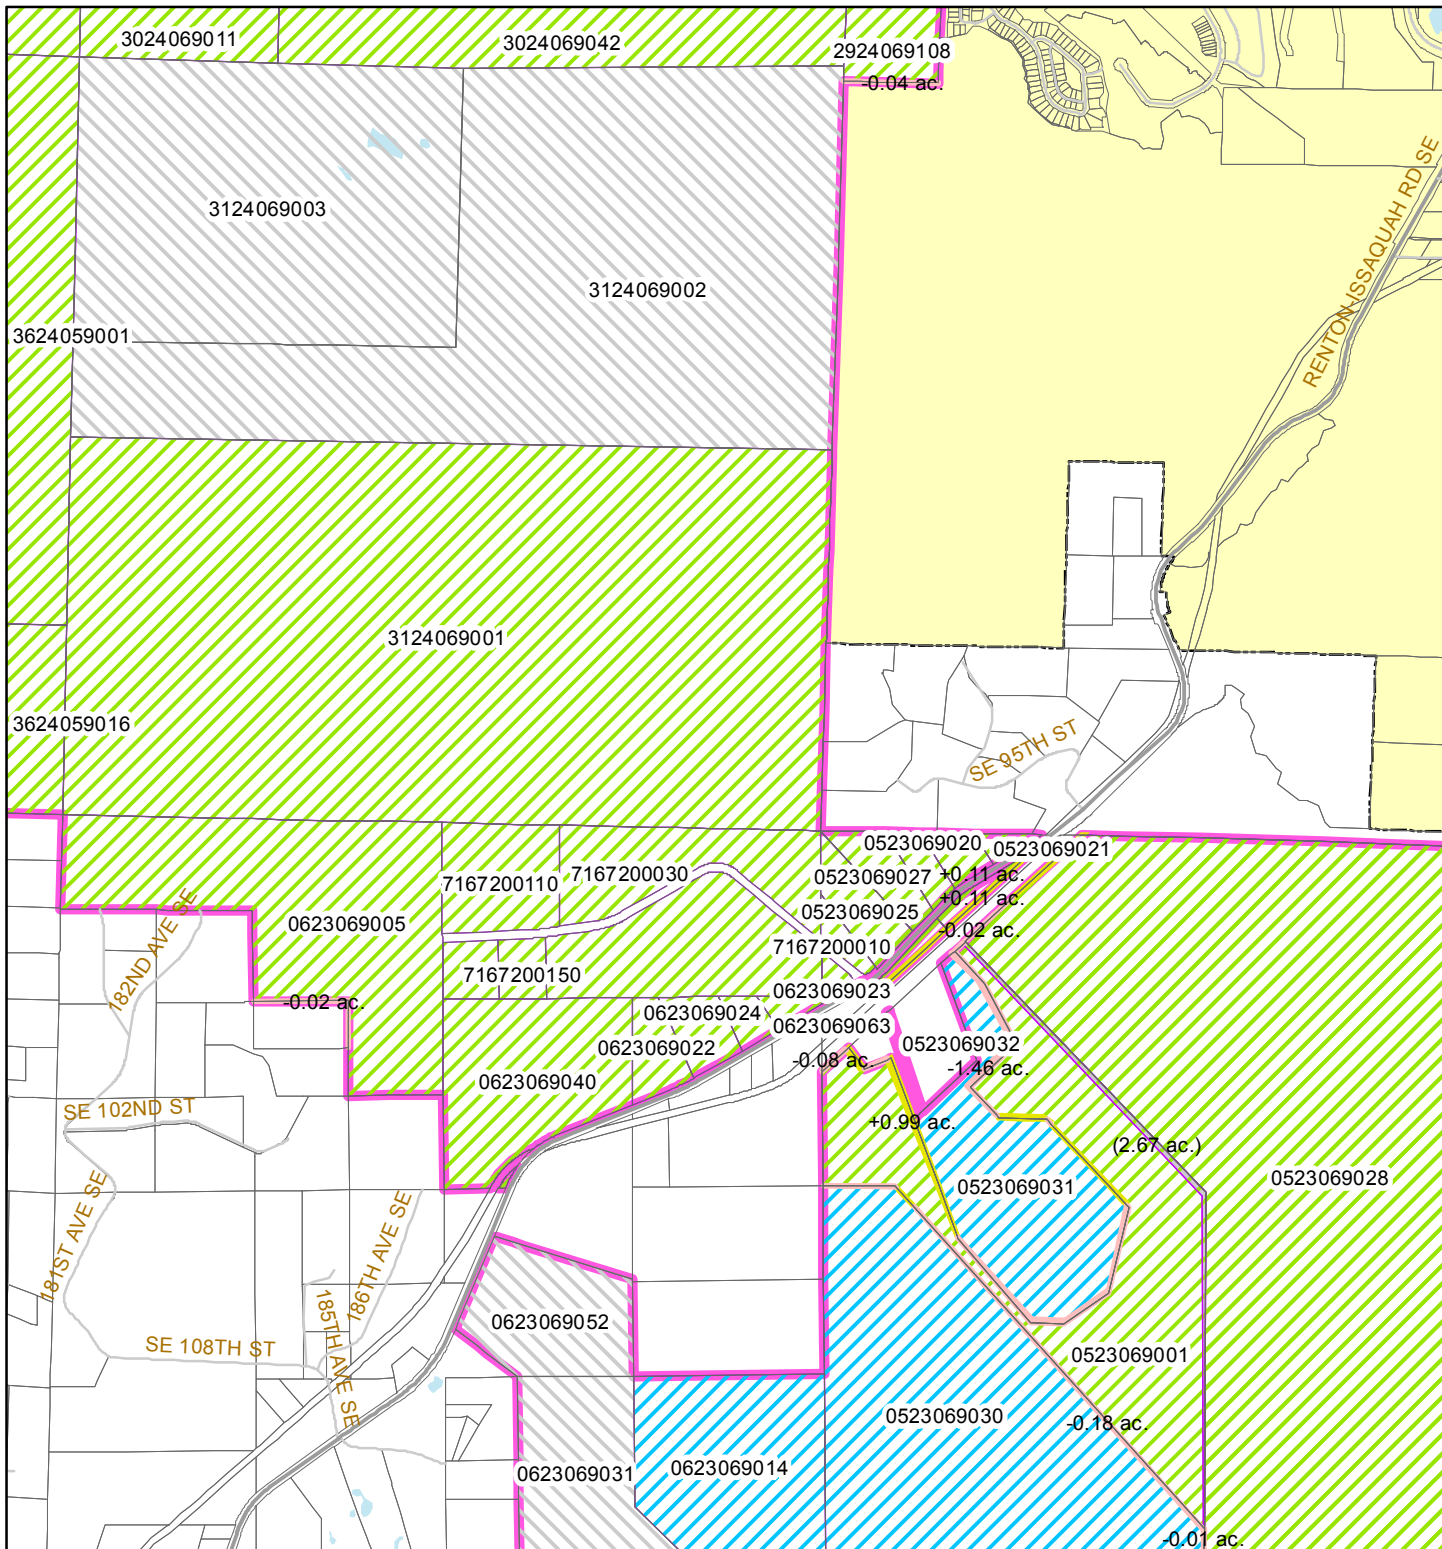 3024069011
3024069042
2924069108
-0.04 ac.
RENTON-ISSAQUAH RD SE
3124069003
3124069002
3624059001
3124069001
3624059016
SE 95TH ST
0523069020
0523069021
0523069027
+0.11 ac.
7167200110
7167200030
+0.11 ac.
0523069025
0623069005
-0.02 ac.
182ND AVE SE
7167200010
7167200150
0623069023
-0.02 ac.
0623069024
0623069063
0623069022
0523069032
-0.08 ac.
-1.46 ac.
0623069040
SE 102ND ST
+0.99 ac.
(2.67 ac.)
0523069028
0523069031
181ST AVE SE
186TH AVE SE
185TH AVE SE
0623069052
SE 108TH ST
0523069001
0523069030
-0.18 ac.
0623069014
0623069031
-0.01 ac.